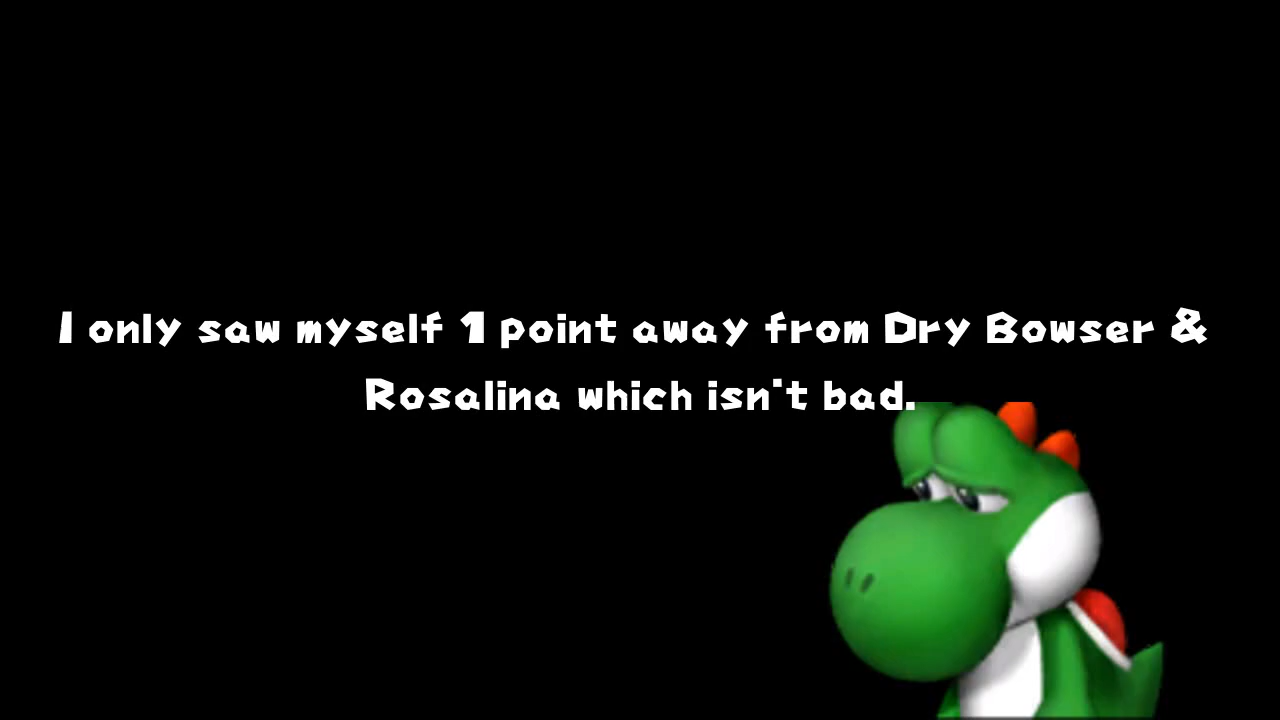 I only saw myself 1 point away from Dry Bowser &
Rosalina which isn't bad.